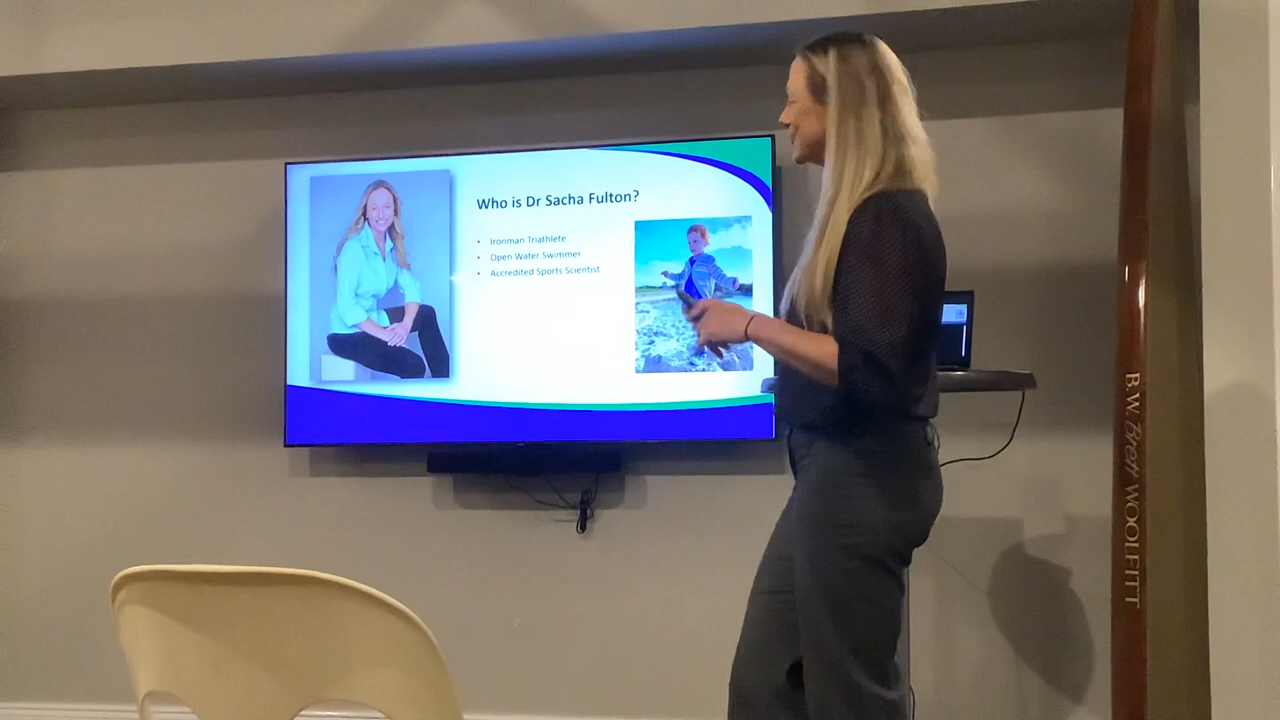 Who is Dr Sacha Fulton?
• Ironman Triathlete
• Open Water Swimmer
• Accredited Sports Scientist
B.W. Brett WOOLFITT